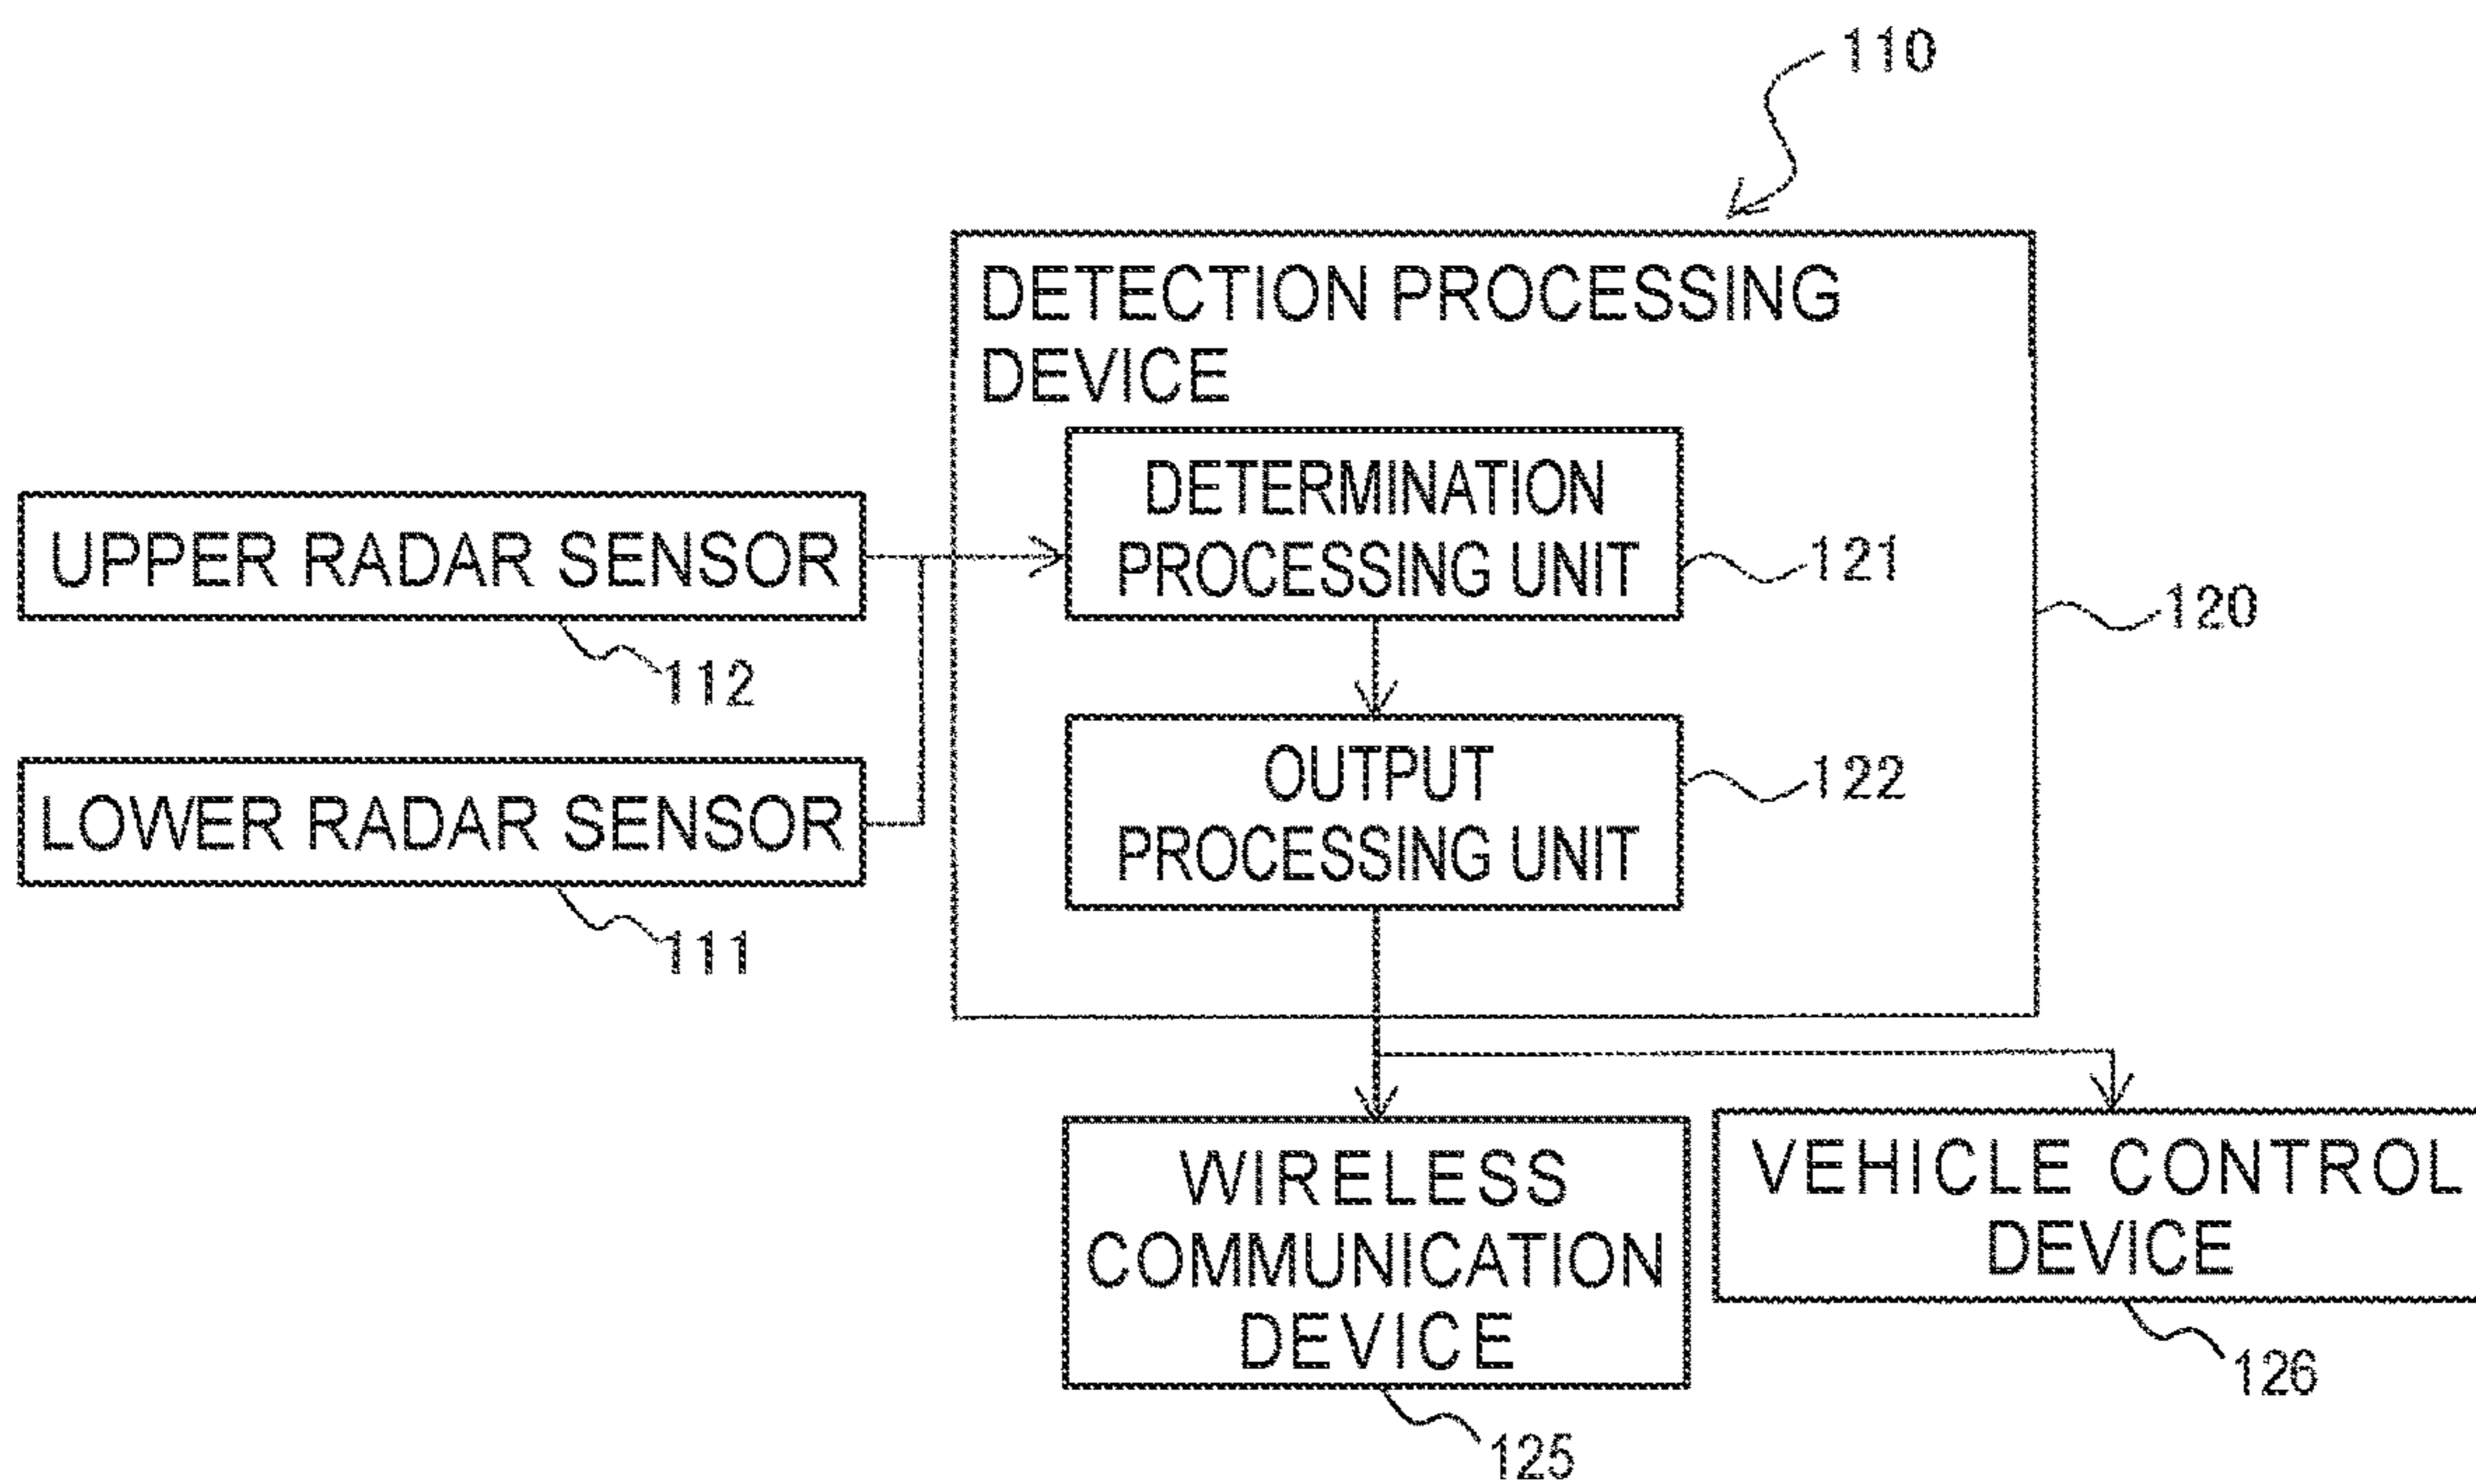 110
DETECTION PROCESSING
DEVICE
DETERMINATION
PROCESSING UNIT
121
UPPER RADAR SENSOR
112
120
OUTPUT
PROCESSING UNIT
122
LOWER RADAR SENSOR
111
WIRELESS
COMMUNICATION
DEVICE
125
VEHICLE CONTROL
DEVICE
126